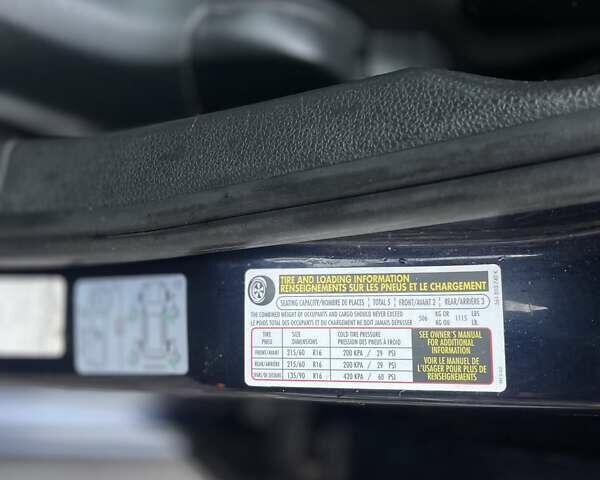 TIRE AND LOADING INFORMATION
RENSEIGNEMENTS SUR LES PNEUS ET LE CHARGEMENT
SEATING CAPACITY/NOMBRE DE PLACES TOTAL 5 FRONT/AVANT 2 REAR/ARRIÈRE 3
THE COMBINED WEIGHT OF OCCUPANTS AND CARGO SHOULD NEVER EXCEED
LE POIDS TOTAL DES OCCUPANTS ET DU CHARGEMENT NE DOIT JAMAIS DÉPASSER
506 KG OR 1115 LBS
KG OU LB
TIRE SIZE COLD TIRE PRESSURE
PNEU DIMENSIONS PRESSION DES PNEUS À FROID
FRONT/AVANT 215/60 R16 200 KPA / 29 PSI
REAR/ARRIÈRE 215/60 R16 200 KPA / 29 PSI
135/90 R16 420 KPA / 60 PSI
SEE OWNER'S MANUAL
FOR ADDITIONAL
INFORMATION
VOIR LE MANUEL DE
L'USAGER POUR PLUS DE
RENSEIGNEMENTS